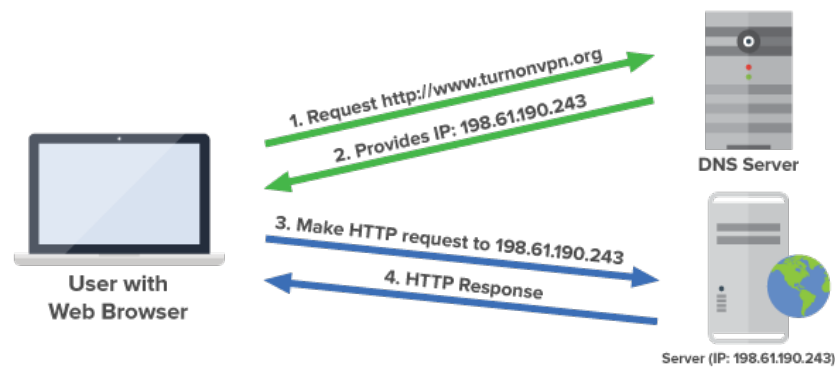 1. Request http://www.turnonvpn.org
2. Provides IP: 198.61.190.243
DNS Server
3. Make HTTP request to 198.61.190.243
4. HTTP Response
User with
Web Browser
Server (IP: 198.61.190.243)